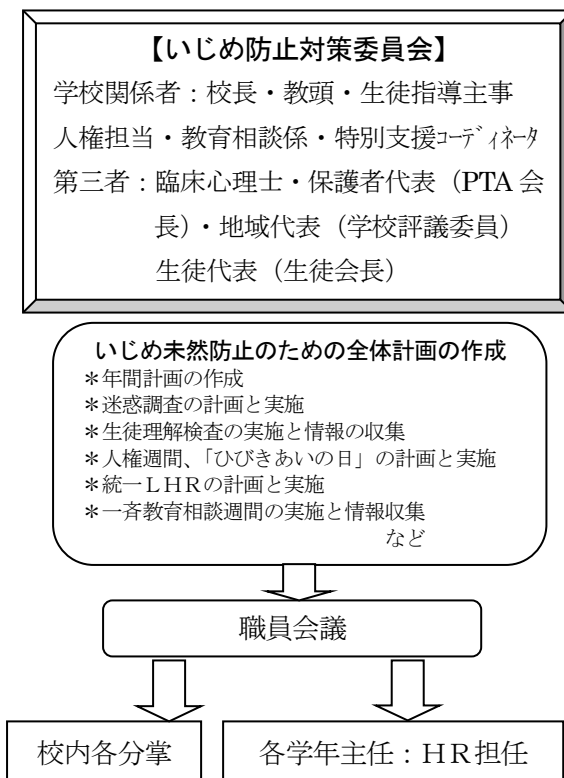 【いじめ防止対策委員会】
学校関係者：校長・教頭・生徒指導主事
人権担当・教育相談係・特別支援ｺｰﾃﾞｨﾈｰﾀ
第三者：臨床心理士・保護者代表（PTA 会
長）・地域代表（学校評議委員）
生徒代表（生徒会長）
いじめ未然防止のための全体計画の作成
＊年間計画の作成
＊迷惑調査の計画と実施
＊生徒理解検査の実施と情報の収集
＊人権週間、「ひびきあいの日」の計画と実施
＊統一ＬＨＲの計画と実施
＊一斉教育相談週間の実施と情報収集
など
職員会議
校内各分掌
各学年主任：ＨＲ担任